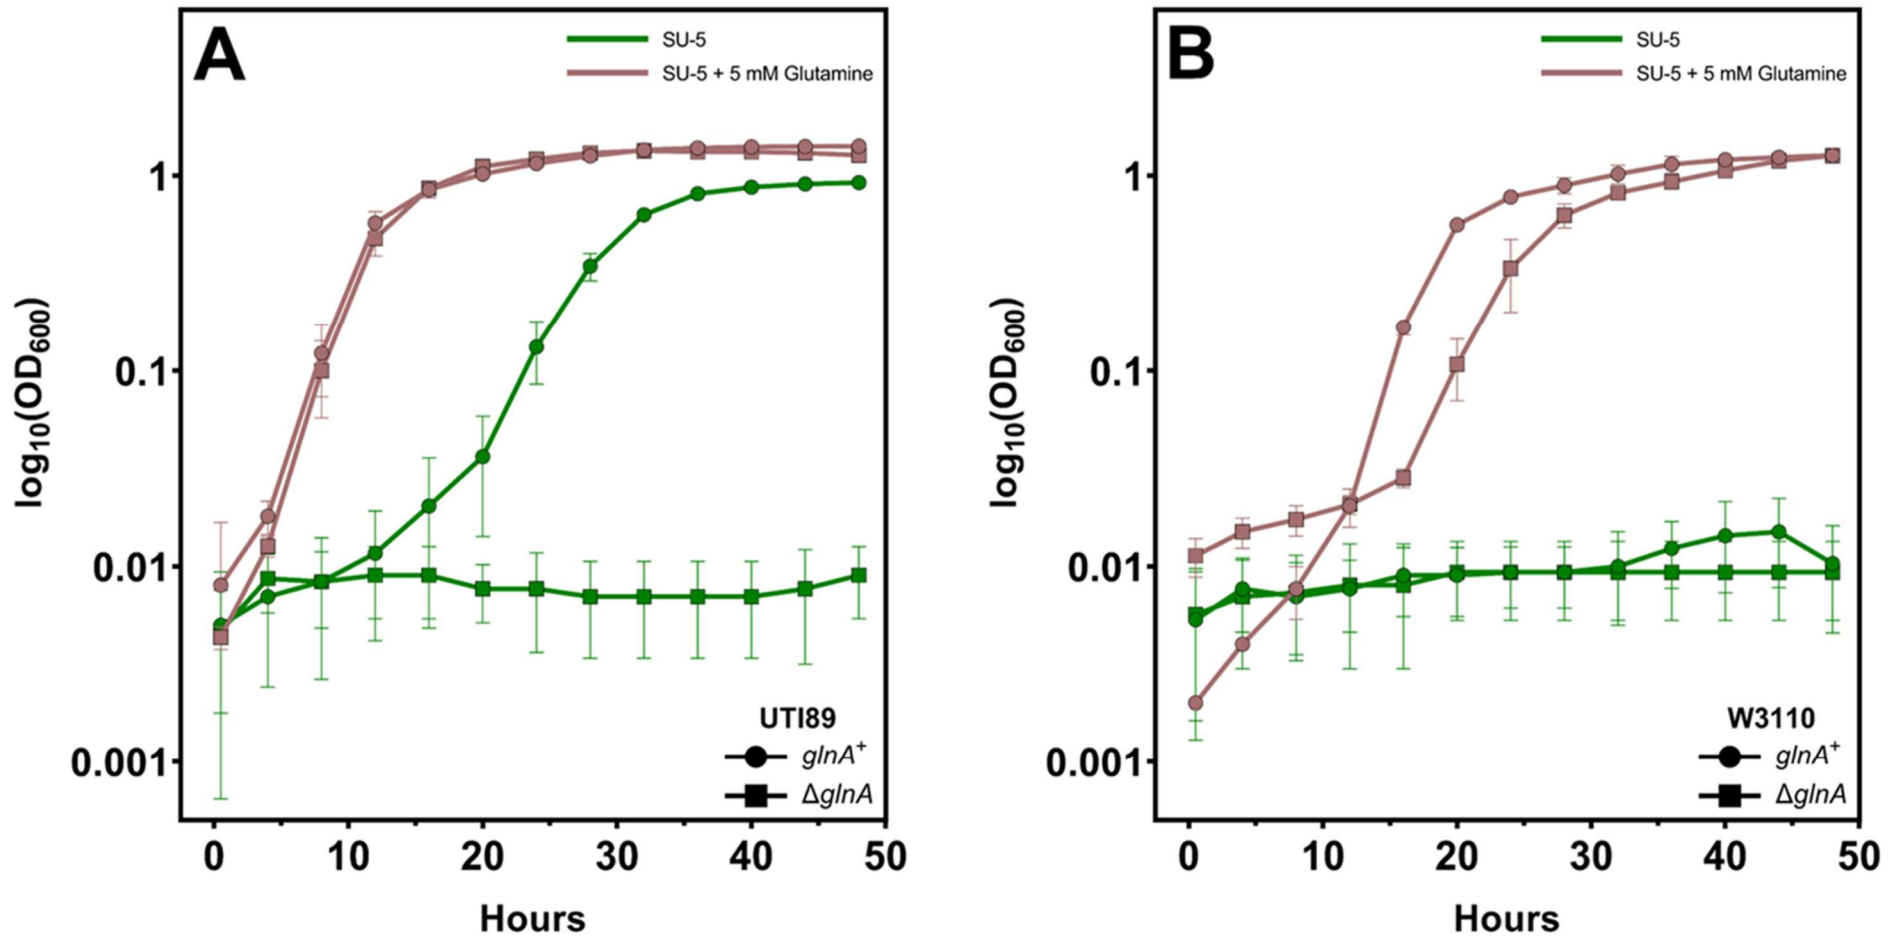 A
SU-5
SU-5 + 5 mM Glutamine
log10(OD600)
1
0.1
0.01
0.001
UTI89
glnA+
ΔglnA
0 10 20 30 40 50
Hours
B
SU-5
SU-5 + 5 mM Glutamine
log10(OD600)
1
0.1
0.01
0.001
W3110
glnA+
ΔglnA
0 10 20 30 40 50
Hours